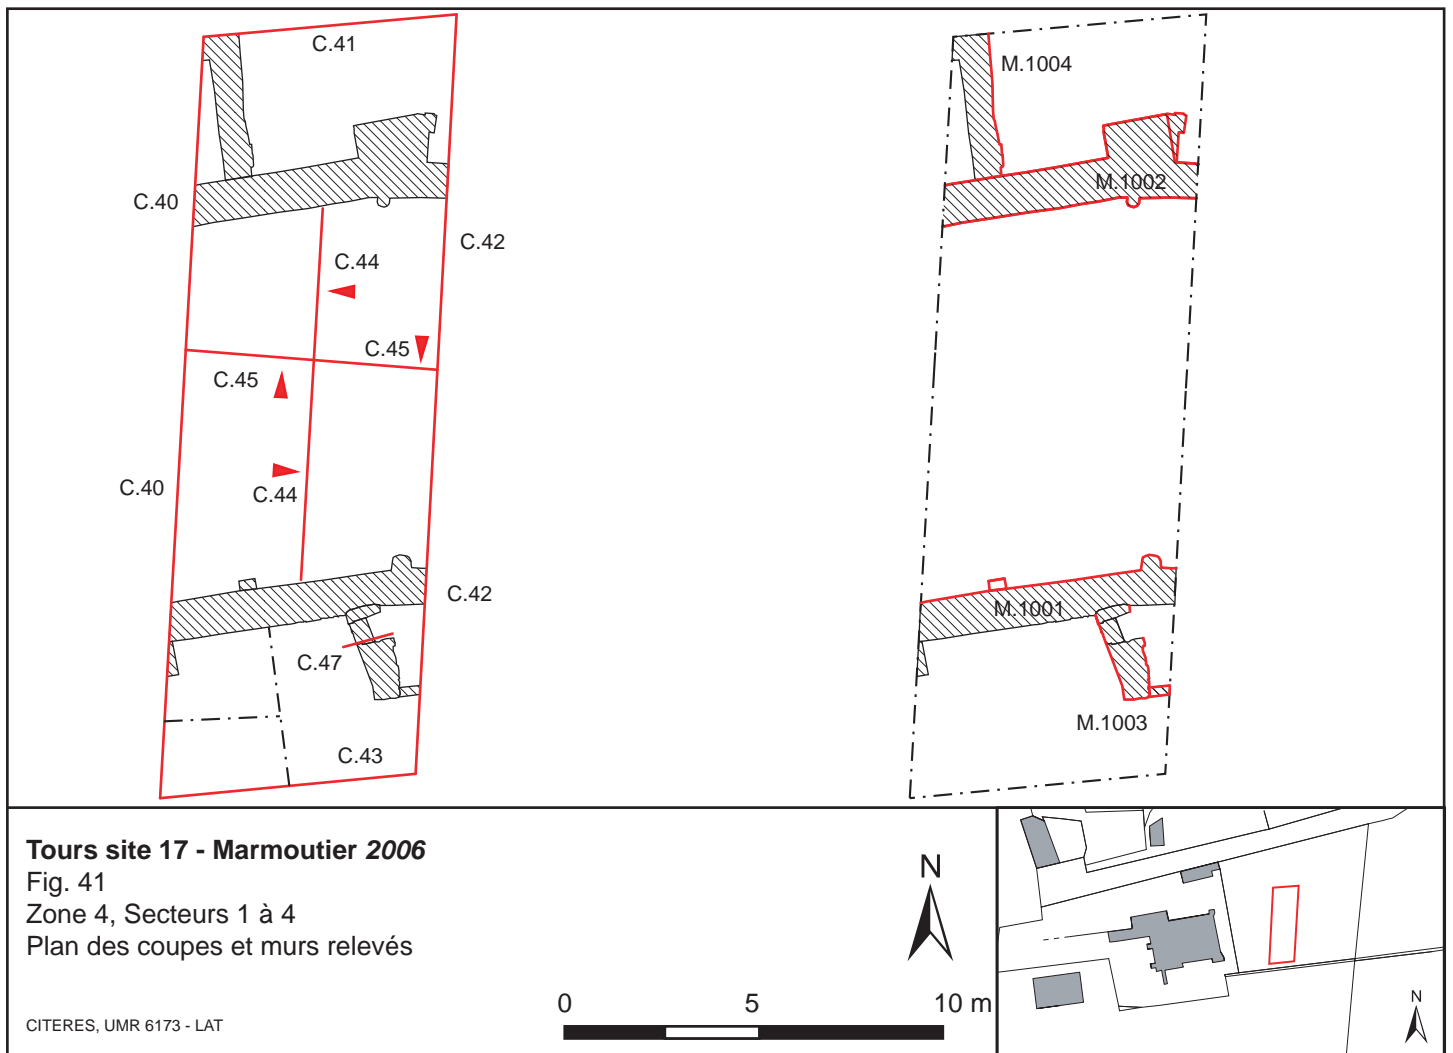 C.41
M.1004
C.40
M.1002
C.42
C.44
C.45
C.45
C.40
C.44
C.42
M.1001
C.47
M.1003
C.43
Tours site 17 - Marmoutier 2006
Fig. 41
Zone 4, Secteurs 1 à 4
Plan des coupes et murs relevés
CITERES, UMR 6173 - LAT
N
0 5 10 m
N